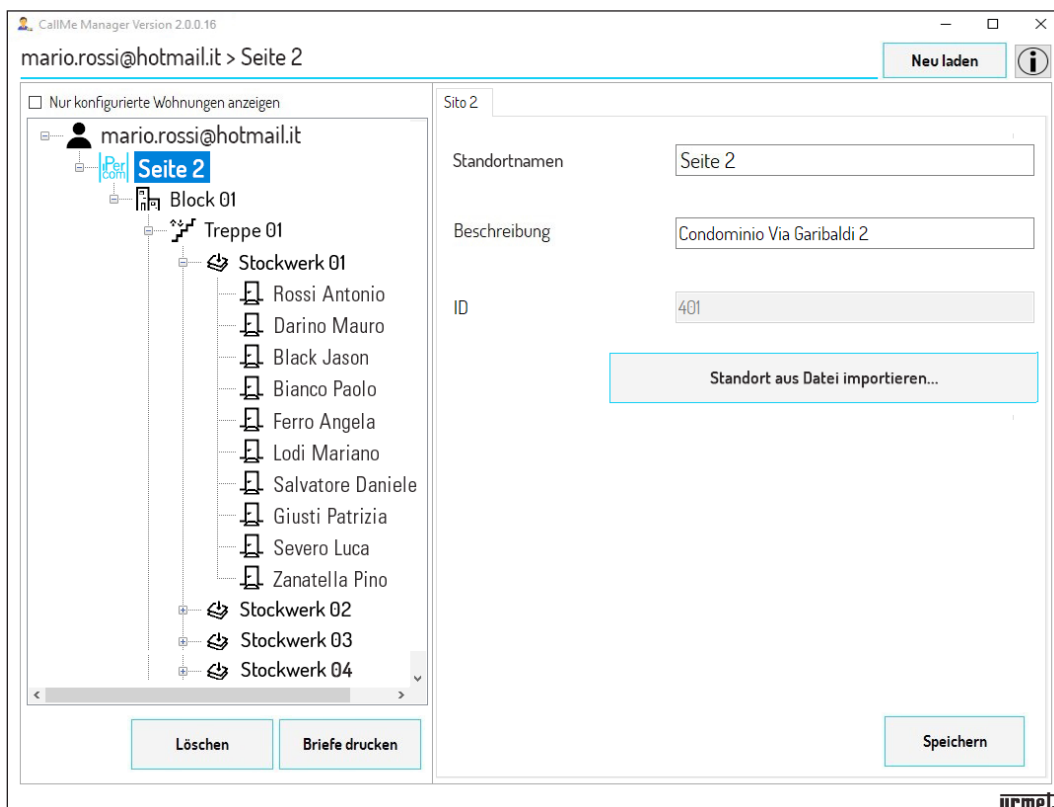 CallMe Manager Version 2.0.0.16
mario.rossi@hotmail.it > Seite 2
Neu laden
Nur konfigurierte Wohnungen anzeigen
mario.rossi@hotmail.it
iPercom
Seite 2
Block 01
Treppe 01
Stockwerk 01
Rossi Antonio
Darino Mauro
Black Jason
Bianco Paolo
Ferro Angela
Lodi Mariano
Salvatore Daniele
Giusti Patrizia
Severo Luca
Zanatella Pino
Stockwerk 02
Stockwerk 03
Stockwerk 04
Löschen
Briefe drucken
Sito 2
Standortnamen
Seite 2
Beschreibung
Condominio Via Garibaldi 2
ID
401
Standort aus Datei importieren...
Speichern
urmet